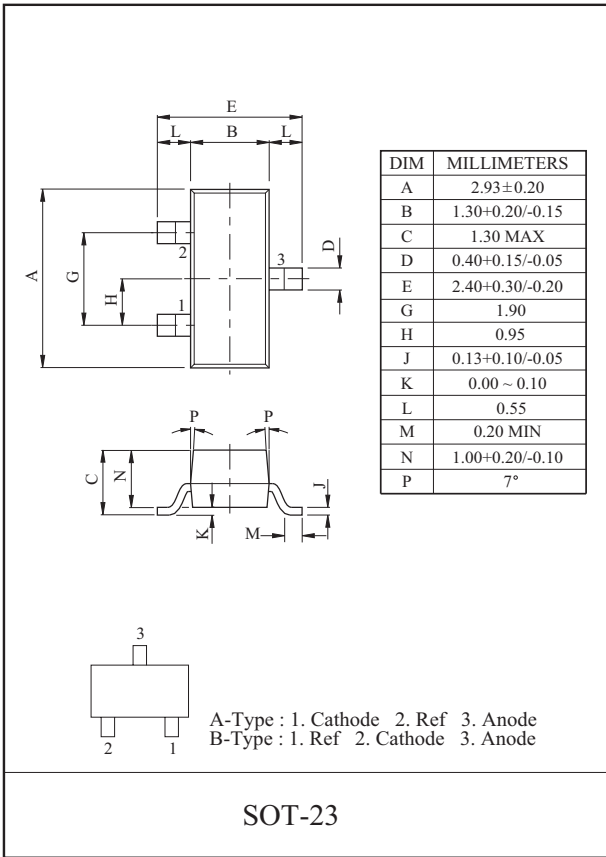 E
L B L
A
G
H
2
1
3
D
DIM MILLIMETERS
A 2.93±0.20
B 1.30+0.20/-0.15
C 1.30 MAX
D 0.40+0.15/-0.05
E 2.40+0.30/-0.20
G 1.90
H 0.95
J 0.13+0.10/-0.05
K 0.00 ~ 0.10
L 0.55
M 0.20 MIN
N 1.00+0.20/-0.10
P 7°
P P
C
N
K
M
J
3
2 1
A-Type : 1. Cathode 2. Ref 3. Anode
B-Type : 1. Ref 2. Cathode 3. Anode
SOT-23